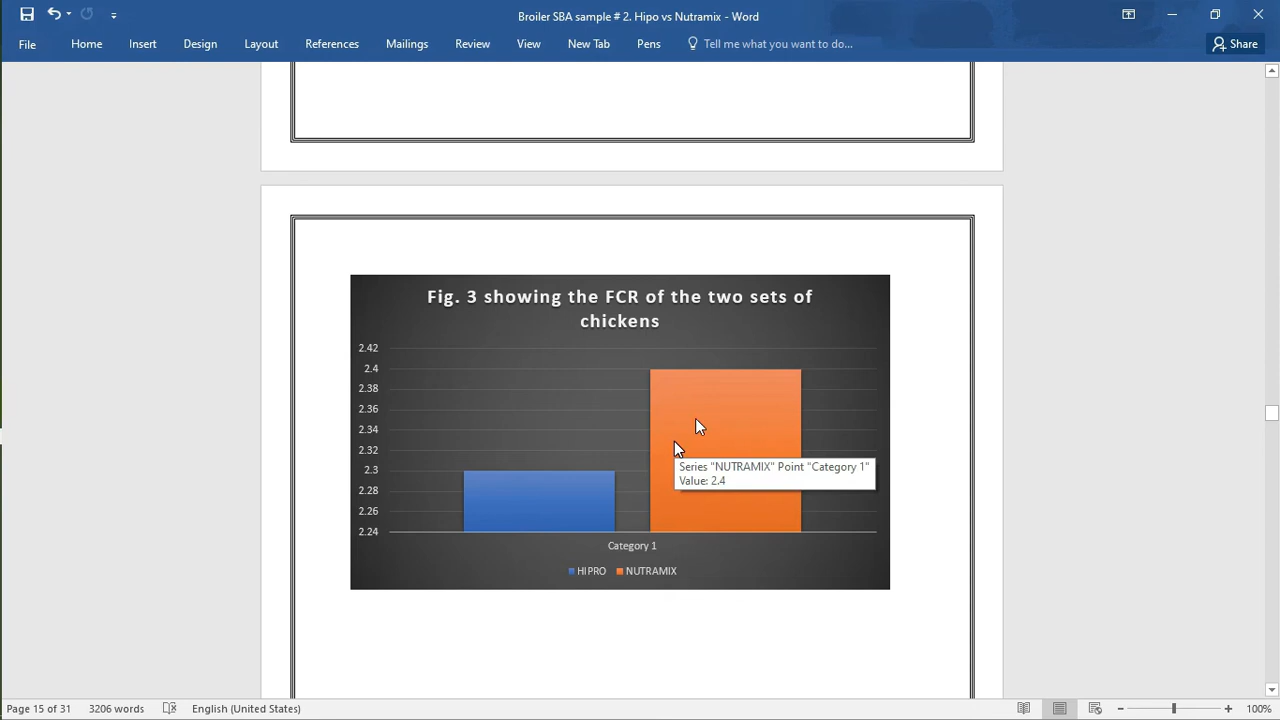 Broiler SBA sample # 2. Hipo vs Nutramix - Word
File Home Insert Design Layout References Mailings Review View New Tab Pens Tell me what you want to do... Share
Fig. 3 showing the FCR of the two sets of
chickens
2.42
2.4
2.38
2.36
2.34
2.32
2.3
2.28
2.26
2.24
Series "NUTRAMIX" Point "Category 1"
Value: 2.4
Category 1
HIPRO NUTRAMIX
Page 15 of 31 3206 words English (United States) 100%